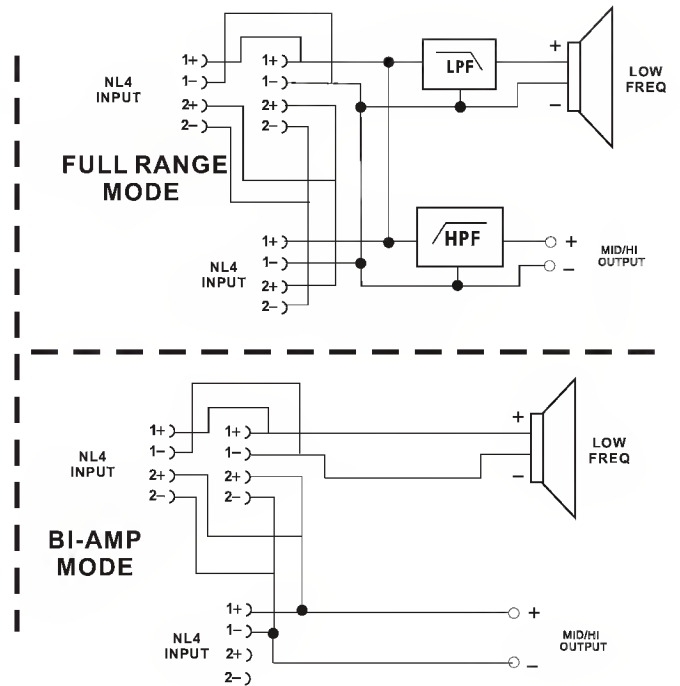 1+ 1+
1– 1–
2+ 2+
2– 2–
NL4
INPUT
LPF
+
–
LOW
FREQ
FULL RANGE
MODE
1+
1–
2+
2–
NL4
INPUT
HPF
+
–
MID/HI
OUTPUT
1+ 1+
1– 1–
2+ 2+
2– 2–
NL4
INPUT
+
–
LOW
FREQ
BI-AMP
MODE
1+
1–
2+
2–
NL4
INPUT
+
–
MID/HI
OUTPUT